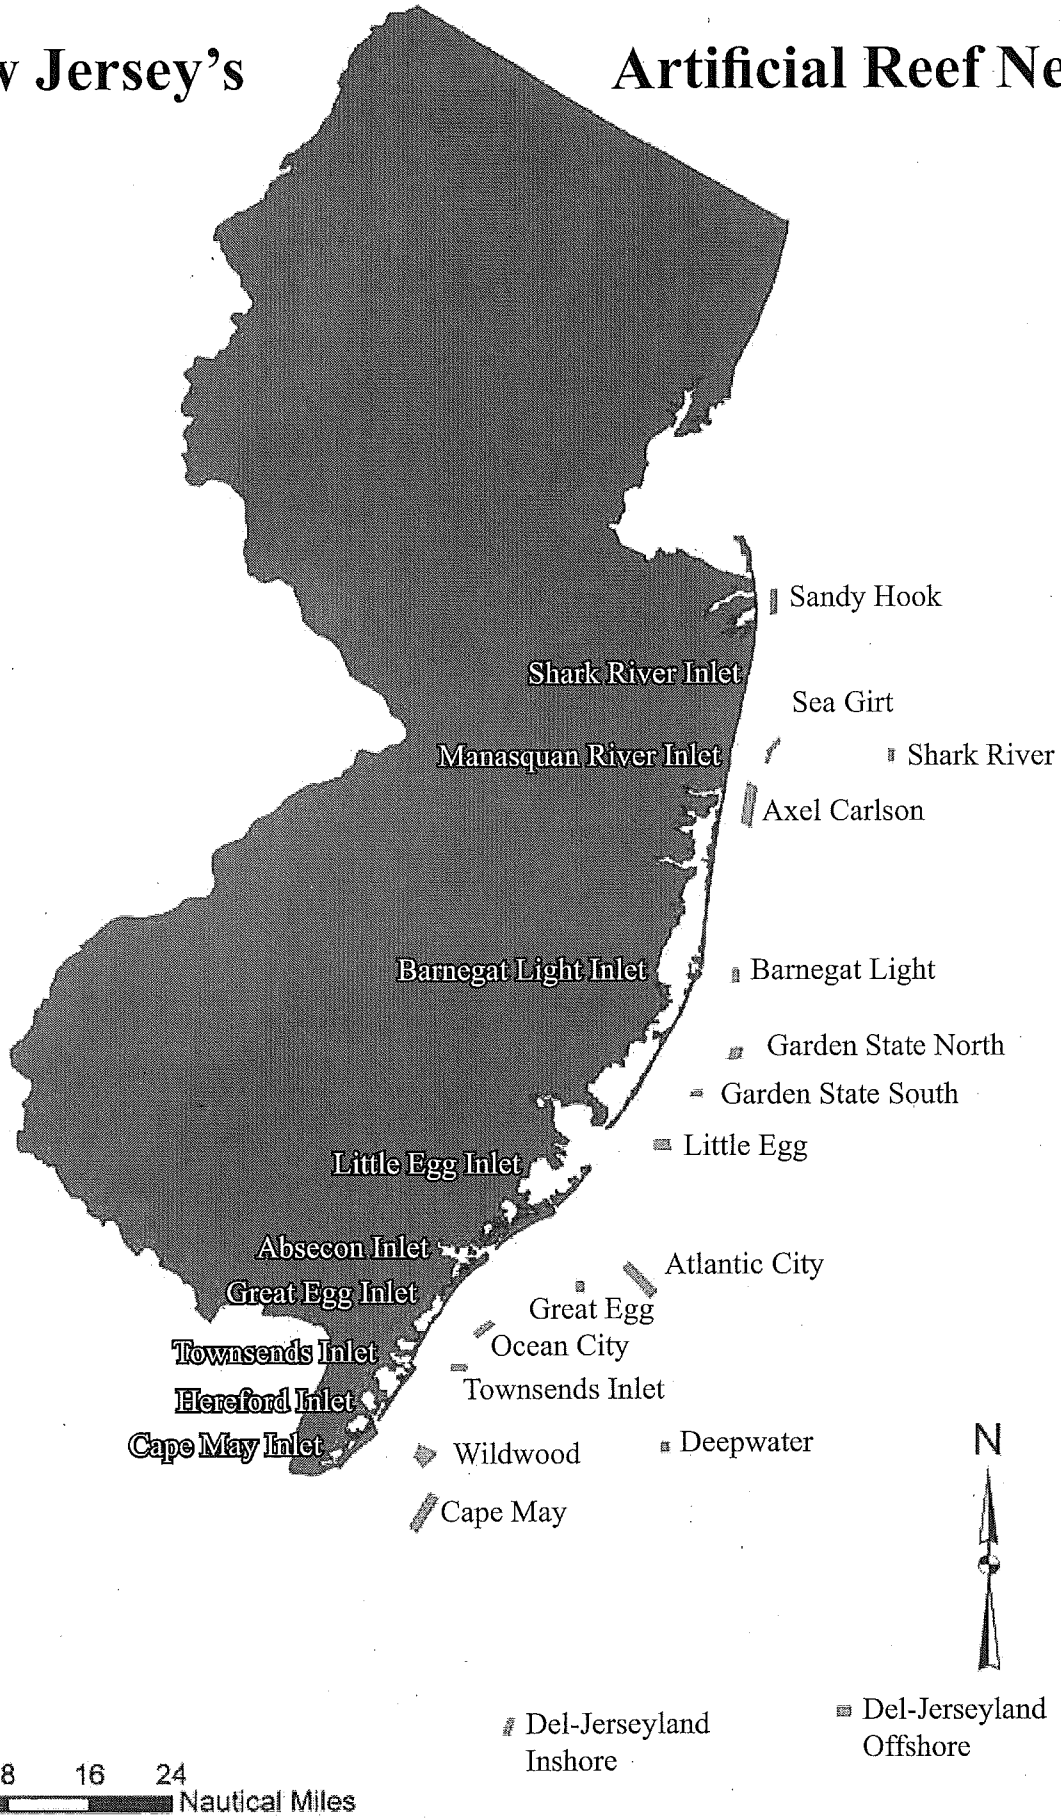 w Jersey's
Artificial Reef Ne
Sandy Hook
Shark River Inlet
Sea Girt
Manasquan River Inlet
Shark River
Axel Carlson
Barnegat Light Inlet
Barnegat Light
Garden State North
Garden State South
Little Egg
Little Egg Inlet
Absecon Inlet
Atlantic City
Great Egg Inlet
Great Egg
Ocean City
Townsends Inlet
Townsends Inlet
Hereford Inlet
Cape May Inlet
Wildwood
Deepwater
N
Cape May
Del-Jerseyland
Inshore
Del-Jerseyland
Offshore
8 16 24
Nautical Miles